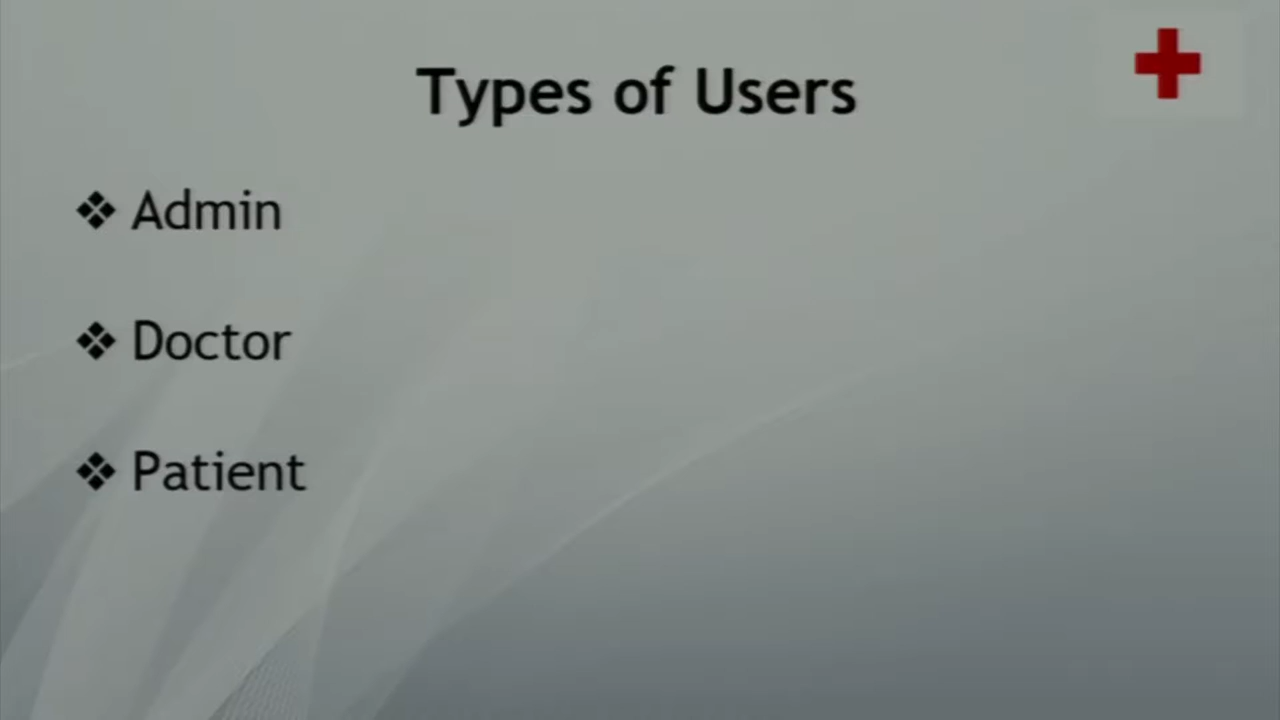 Types of Users
❖ Admin
❖ Doctor
❖ Patient